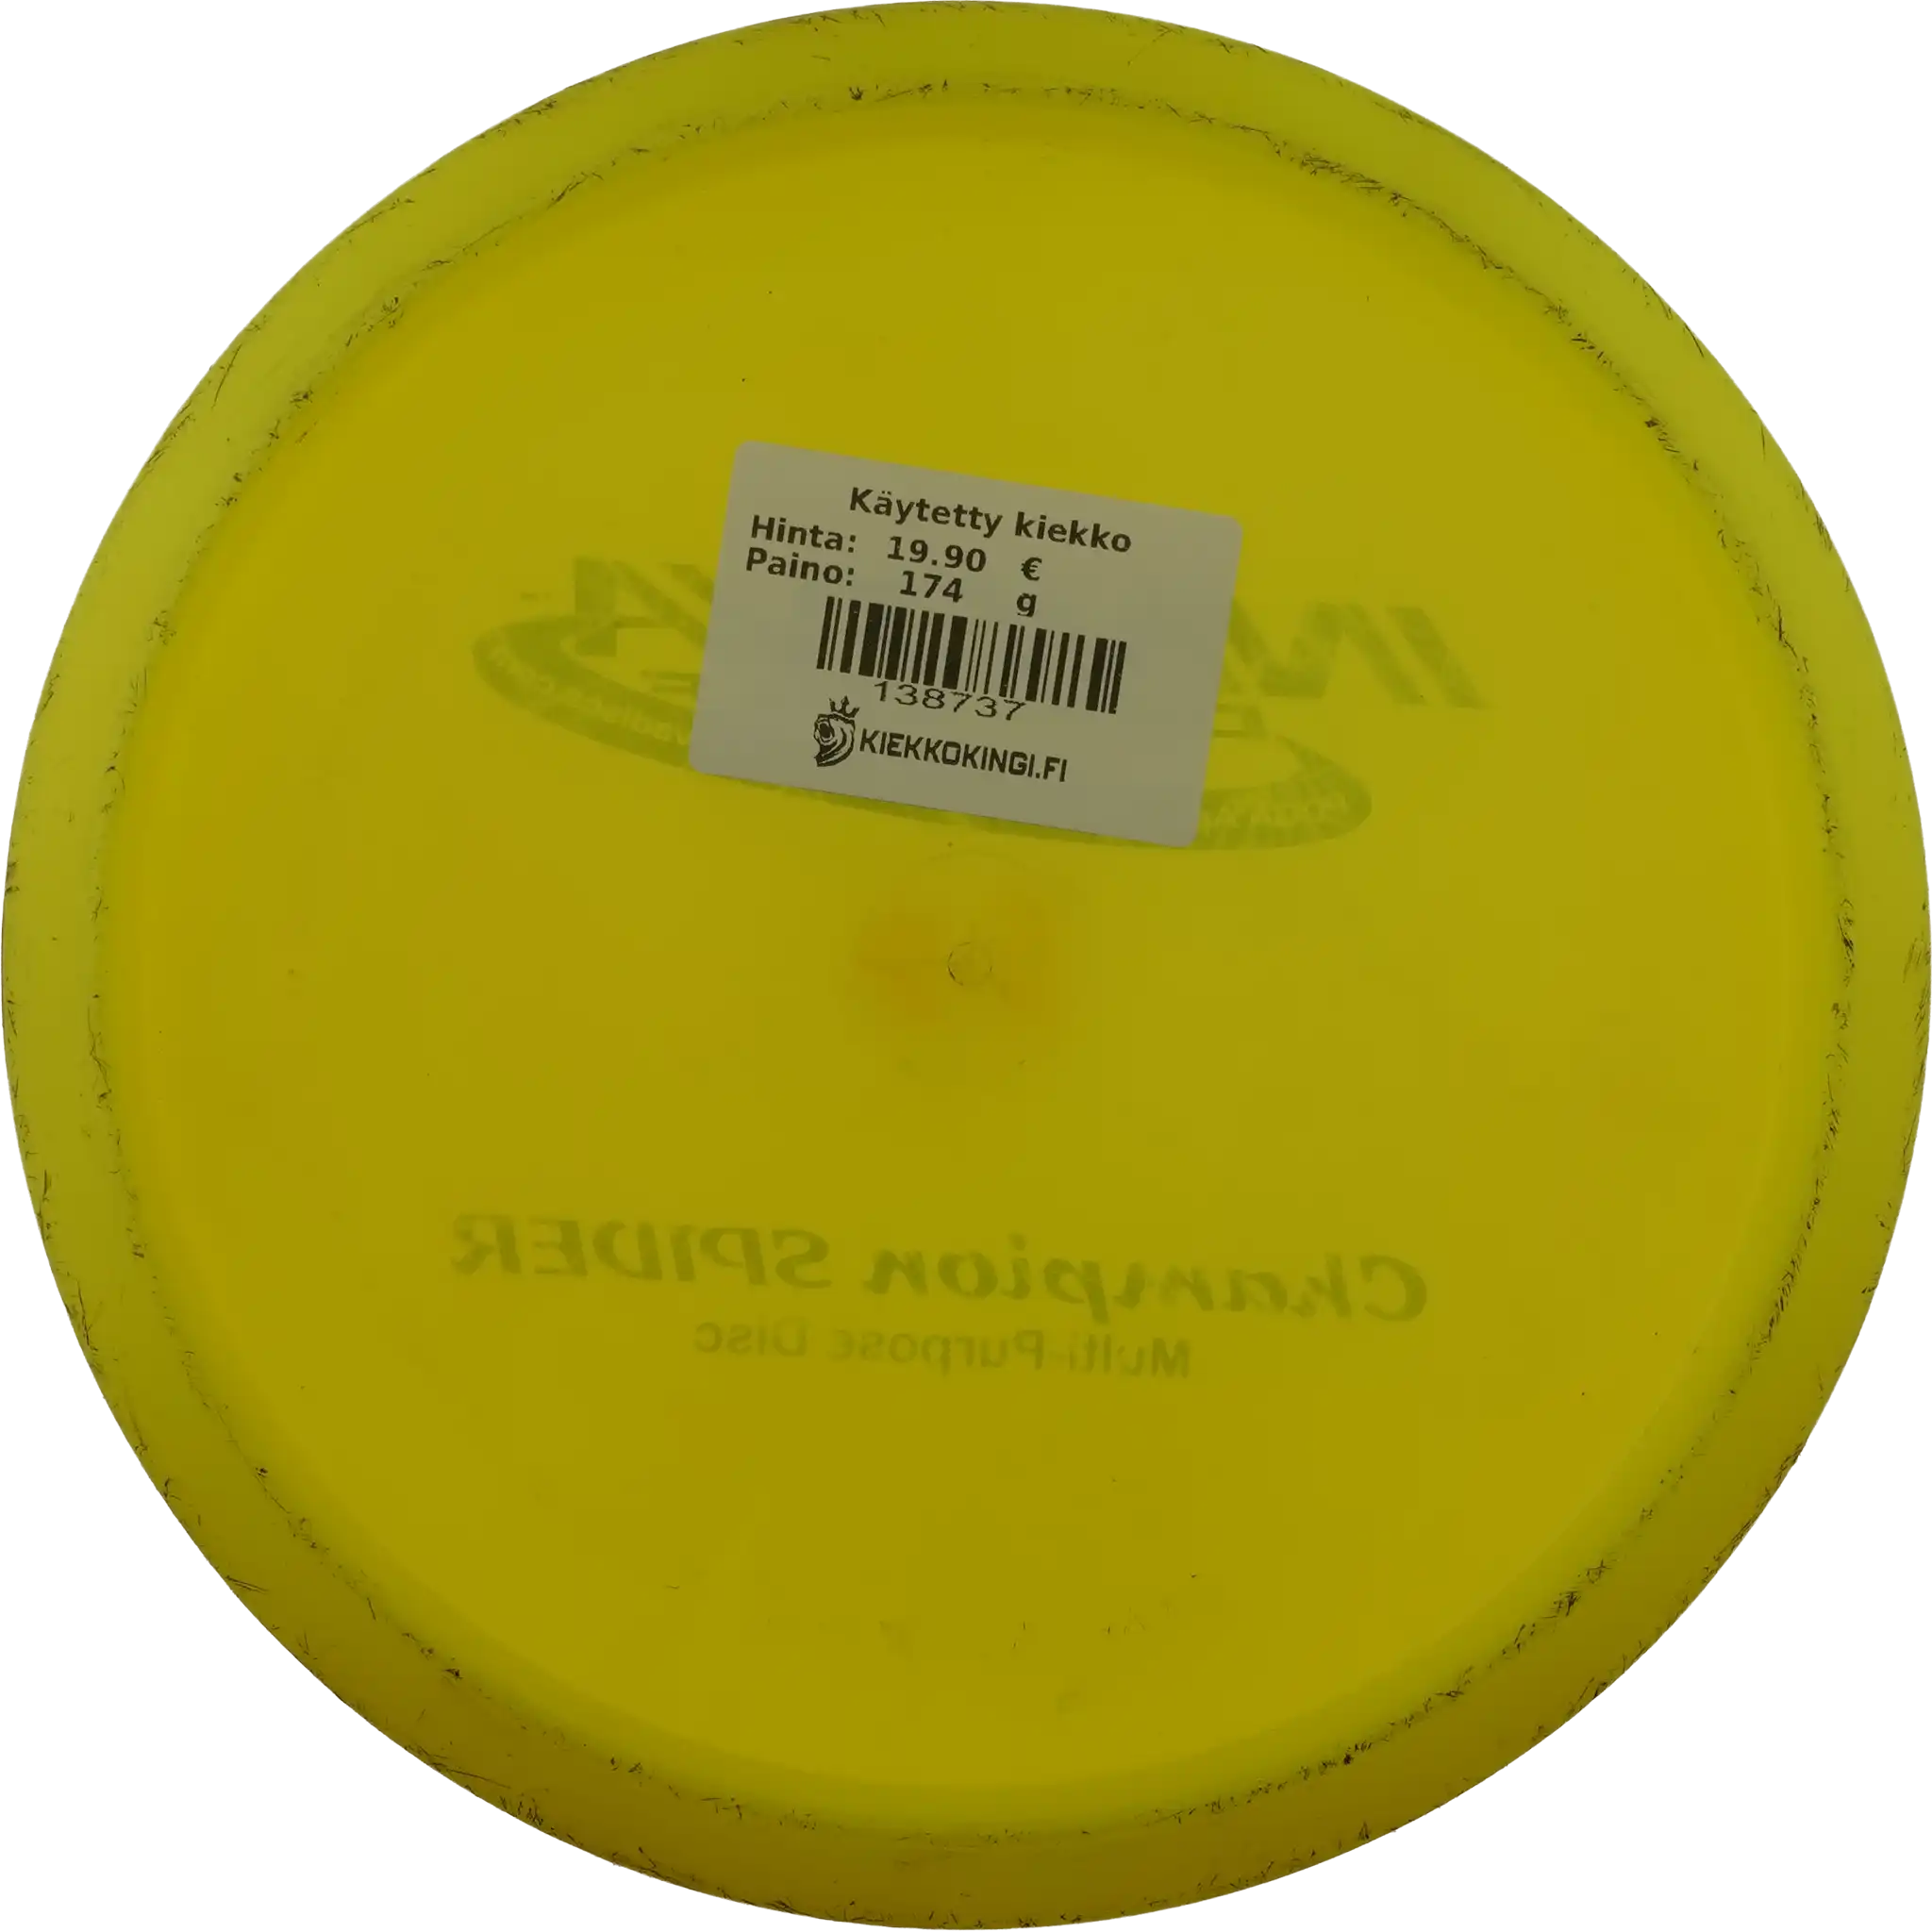 Käytetty kiekko
Hinta: 19.90 €
Paino: 174 g
138737
KIEKKOKINGI.FI
Champion SPIDER
Multi-Purpose Disc